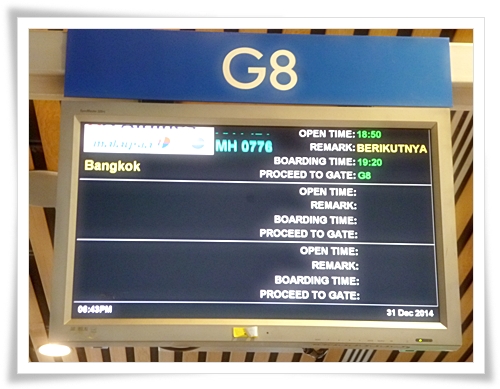 G8
malaysia
MH 0776
OPEN TIME: 18:50
REMARK: BERIKUTNYA
BOARDING TIME: 19:20
Bangkok
PROCEED TO GATE: G8
OPEN TIME:
REMARK:
BOARDING TIME:
PROCEED TO GATE:
OPEN TIME:
REMARK:
BOARDING TIME:
PROCEED TO GATE:
06:43PM
31 Dec 2014